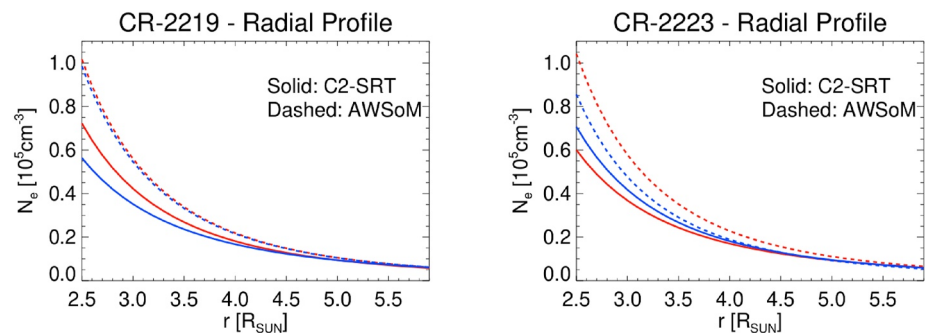 CR-2219 - Radial Profile
N_e [10^5cm^-3]
1.0
0.8
0.6
0.4
0.2
0.0
Solid: C2-SRT
Dashed: AWSoM
2.5 3.0 3.5 4.0 4.5 5.0 5.5
r [R_SUN]
CR-2223 - Radial Profile
N_e [10^5cm^-3]
1.0
0.8
0.6
0.4
0.2
0.0
Solid: C2-SRT
Dashed: AWSoM
2.5 3.0 3.5 4.0 4.5 5.0 5.5
r [R_SUN]